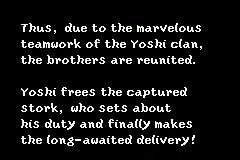 Thus, due to the marvelous
teamwork of the Yoshi clan,
the brothers are reunited.
Yoshi frees the captured
stork, who sets about
his duty and finally makes
the long-awaited delivery!